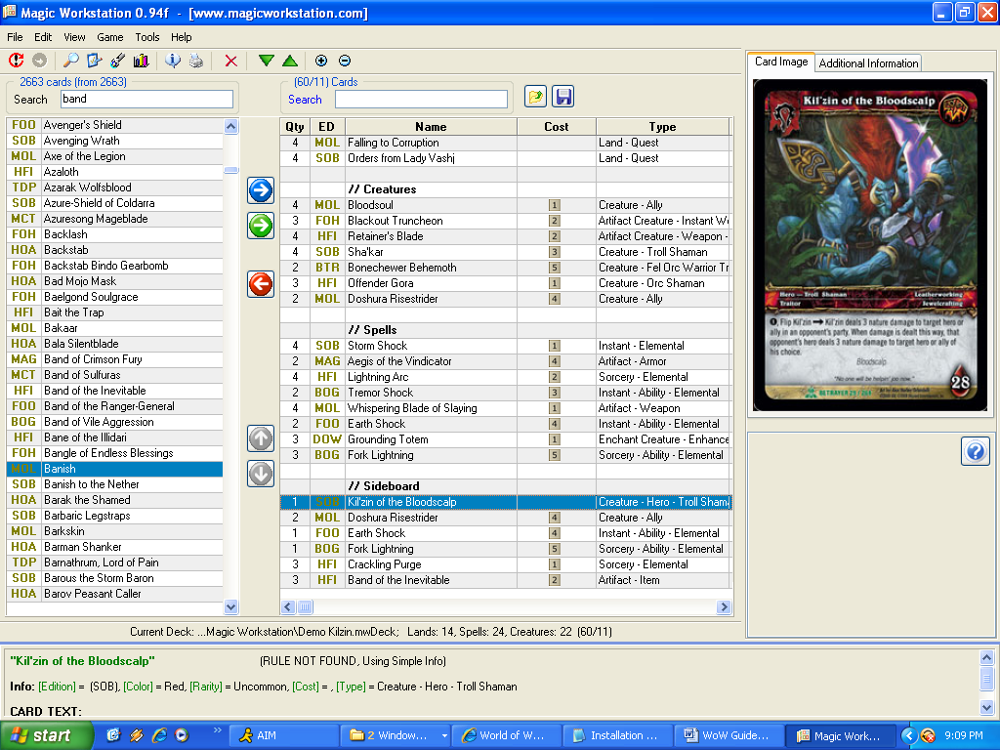 Magic Workstation 0.94f - [www.magicworkstation.com]
File Edit View Game Tools Help
2663 cards (from 2663)
Search band
FOO Avenger's Shield
SOB Avenging Wrath
MOL Axe of the Legion
HFI Azaloth
TDP Azarak Wolfsblood
SOB Azure-Shield of Coldarra
MCT Azuresong Mageblade
FOH Backlash
HOA Backstab
FOH Backstab Bindo Gearbomb
HOA Bad Mojo Mask
FOH Baelgond Soulgrace
HFI Bait the Trap
MOL Bakaar
HOA Bala Silentblade
MAG Band of Crimson Fury
MCT Band of Sulfuras
HFI Band of the Inevitable
FOO Band of the Ranger-General
BOG Band of Vile Aggression
HFI Bane of the Illidari
FOH Bangle of Endless Blessings
MOL Banish
SOB Banish to the Nether
HOA Barak the Shamed
SOB Barbaric Legstraps
MOL Barkskin
HOA Barman Shanker
TDP Barnathrum, Lord of Pain
SOB Barous the Storm Baron
HOA Barov Peasant Caller
(60/11) Cards
Search
Qty ED Name Cost Type
4 MOL Falling to Corruption Land - Quest
4 SOB Orders from Lady Vashj Land - Quest
// Creatures
4 MOL Bloodsoul 1 Creature - Ally
3 FOH Blackout Truncheon 2 Artifact Creature - Instant We
4 HFI Retainer's Blade 2 Artifact Creature - Weapon -
4 SOB Sha'kar 3 Creature - Troll Shaman
2 BTR Bonechewer Behemoth 5 Creature - Fel Orc Warrior Tr
3 HFI Offender Gora 1 Creature - Orc Shaman
2 MOL Doshura Risestrider 4 Creature - Ally
// Spells
4 SOB Storm Shock 1 Instant - Elemental
2 MAG Aegis of the Vindicator 4 Artifact - Armor
4 HFI Lightning Arc 2 Sorcery - Elemental
2 BOG Tremor Shock 3 Instant - Ability - Elemental
4 MOL Whispering Blade of Slaying 1 Artifact - Weapon
2 FOO Earth Shock 4 Instant - Ability - Elemental
3 DOW Grounding Totem 1 Enchant Creature - Enhance
3 BOG Fork Lightning 5 Sorcery - Ability - Elemental
// Sideboard
1 SOB Kil'zin of the Bloodscalp Creature - Hero - Troll Shama
2 MOL Doshura Risestrider 4 Creature - Ally
1 FOO Earth Shock 4 Instant - Ability - Elemental
1 BOG Fork Lightning 5 Sorcery - Ability - Elemental
3 HFI Crackling Purge 1 Sorcery - Elemental
3 HFI Band of the Inevitable 2 Artifact - Item
Card Image Additional Information
Kil'zin of the Bloodscalp
Hero — Troll Shaman Leatherworking,
Traitor Jewelcrafting
, Flip Kil'zin Kil'zin deals 3 nature damage to target hero or
ally in an opponent's party. When damage is dealt this way, that
opponent's hero deals 3 nature damage to target hero or ally of
his choice.
Bloodscalp
"No one will be helpin' you now."
28
Current Deck: ...Magic Workstation\Demo Kilzin.mwDeck; Lands: 14, Spells: 24, Creatures: 22 (60/11)
"Kil'zin of the Bloodscalp" (RULE NOT FOUND, Using Simple Info)
Info: [Edition] = (SOB), [Color] = Red, [Rarity] = Uncommon, [Cost] = , [Type] = Creature - Hero - Troll Shaman
CARD TEXT:
start AIM 2 Window... World of W... Installation ... WoW Guide... Magic Work... 9:09 PM